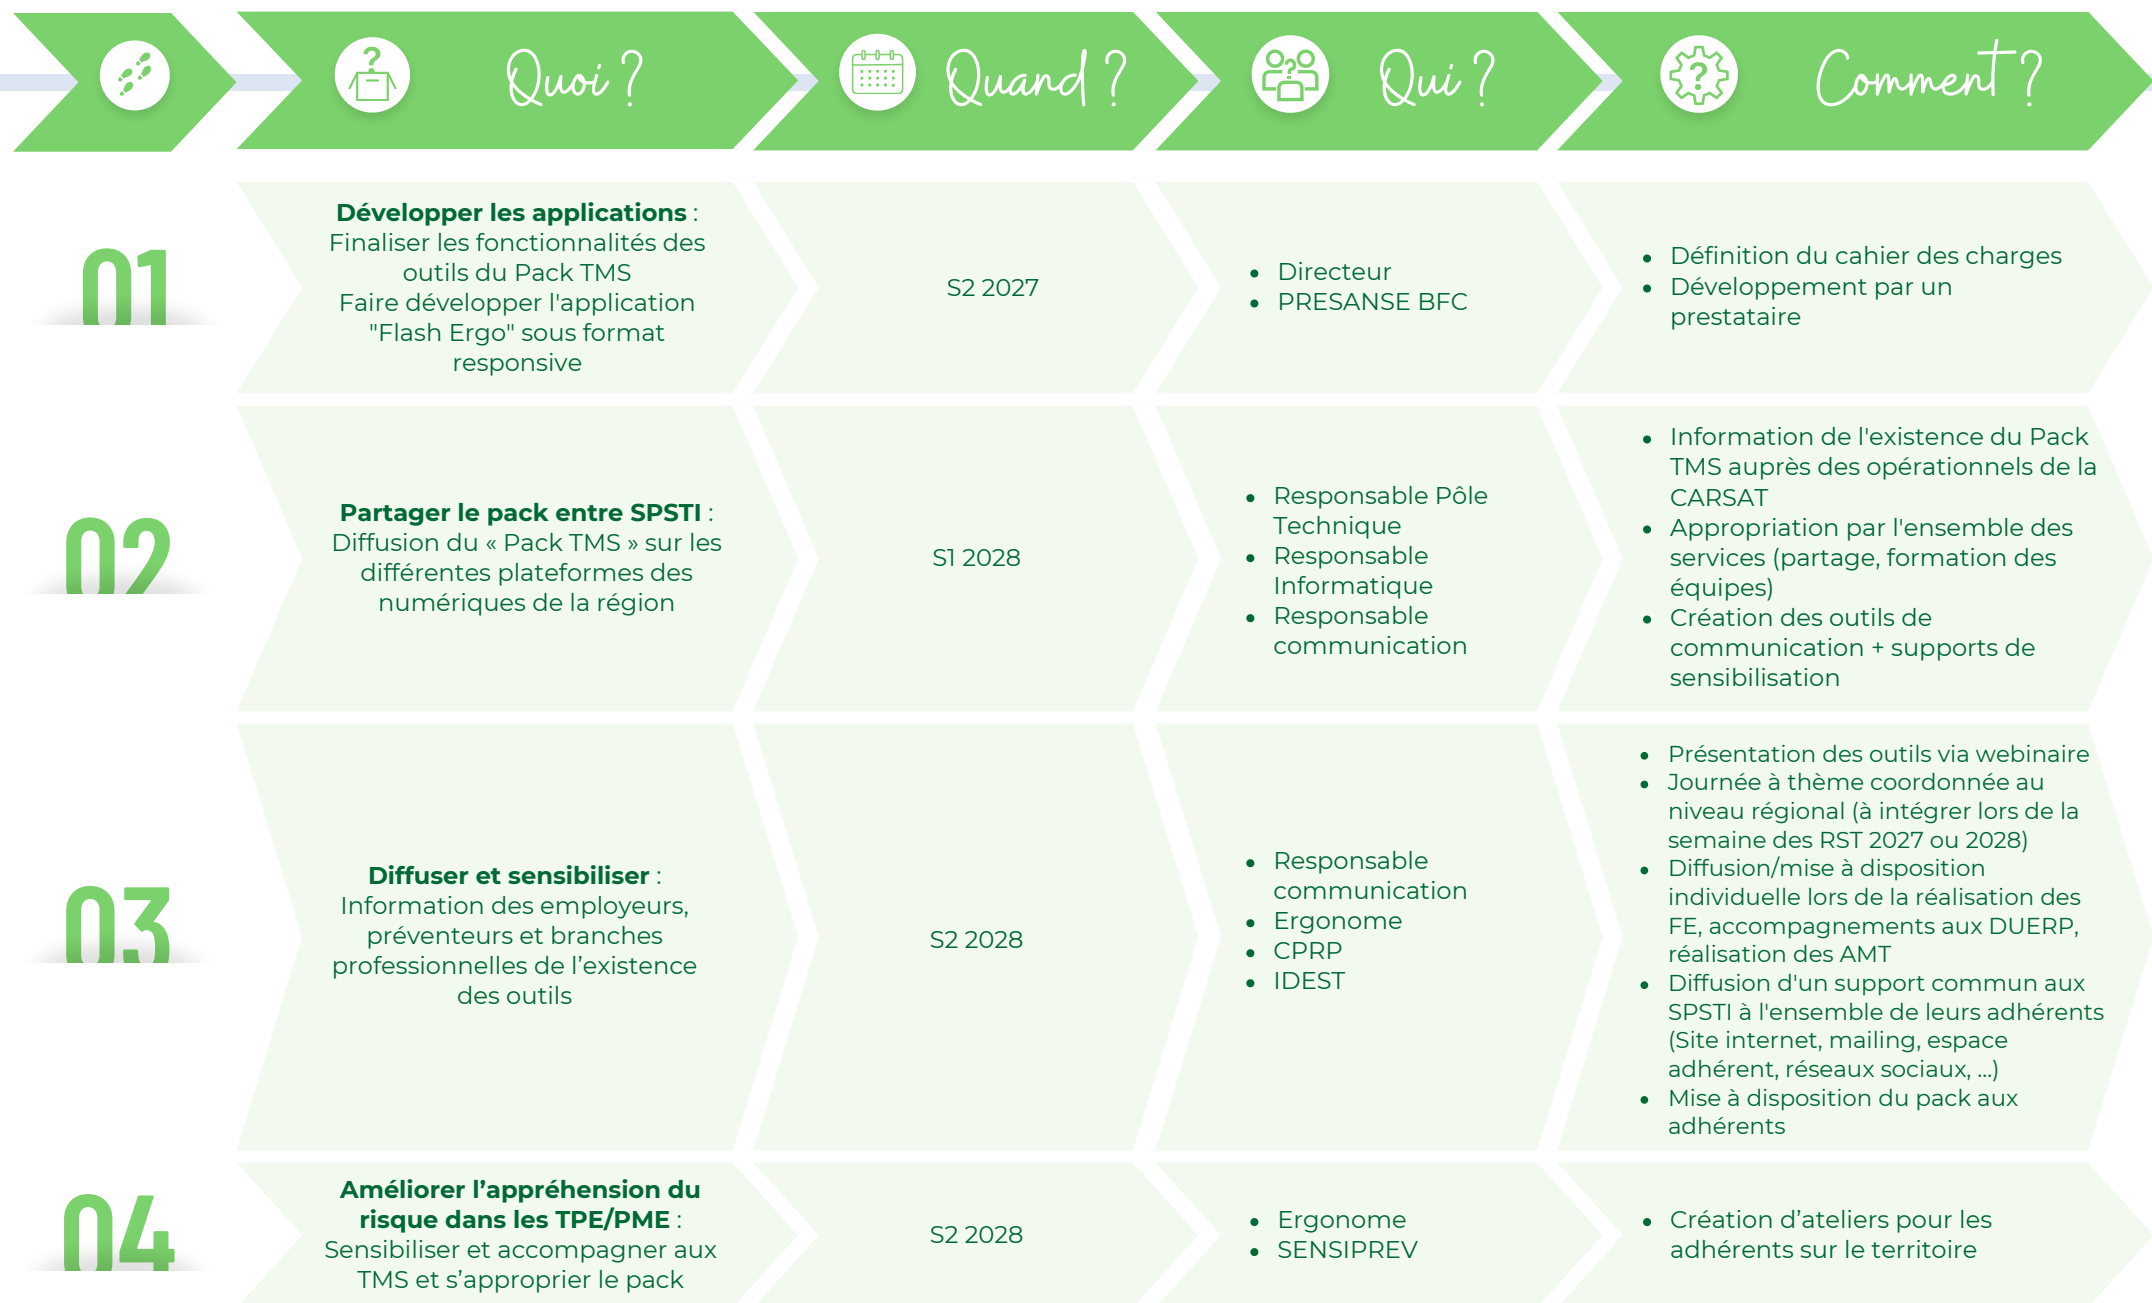 Quoi ?
Quand ?
Qui ?
Comment ?
01
Développer les applications :
Finaliser les fonctionnalités des
outils du Pack TMS
Faire développer l'application
"Flash Ergo" sous format
responsive
S2 2027
• Directeur
• PRESANSE BFC
• Définition du cahier des charges
• Développement par un
prestataire
02
Partager le pack entre SPSTI :
Diffusion du « Pack TMS » sur les
différentes plateformes des
numériques de la région
S1 2028
• Responsable Pôle
Technique
• Responsable
Informatique
• Responsable
communication
• Information de l'existence du Pack
TMS auprès des opérationnels de la
CARSAT
• Appropriation par l'ensemble des
services (partage, formation des
équipes)
• Création des outils de
communication + supports de
sensibilisation
03
Diffuser et sensibiliser :
Information des employeurs,
préventeurs et branches
professionnelles de l’existence
des outils
S2 2028
• Responsable
communication
• Ergonome
• CPRP
• IDEST
• Présentation des outils via webinaire
• Journée à thème coordonnée au
niveau régional (à intégrer lors de la
semaine des RST 2027 ou 2028)
• Diffusion/mise à disposition
individuelle lors de la réalisation des
FE, accompagnements aux DUERP,
réalisation des AMT
• Diffusion d'un support commun aux
SPSTI à l'ensemble de leurs adhérents
(Site internet, mailing, espace
adhérent, réseaux sociaux, ...)
• Mise à disposition du pack aux
adhérents
04
Améliorer l’appréhension du
risque dans les TPE/PME :
Sensibiliser et accompagner aux
TMS et s’approprier le pack
S2 2028
• Ergonome
• SENSIPREV
• Création d’ateliers pour les
adhérents sur le territoire